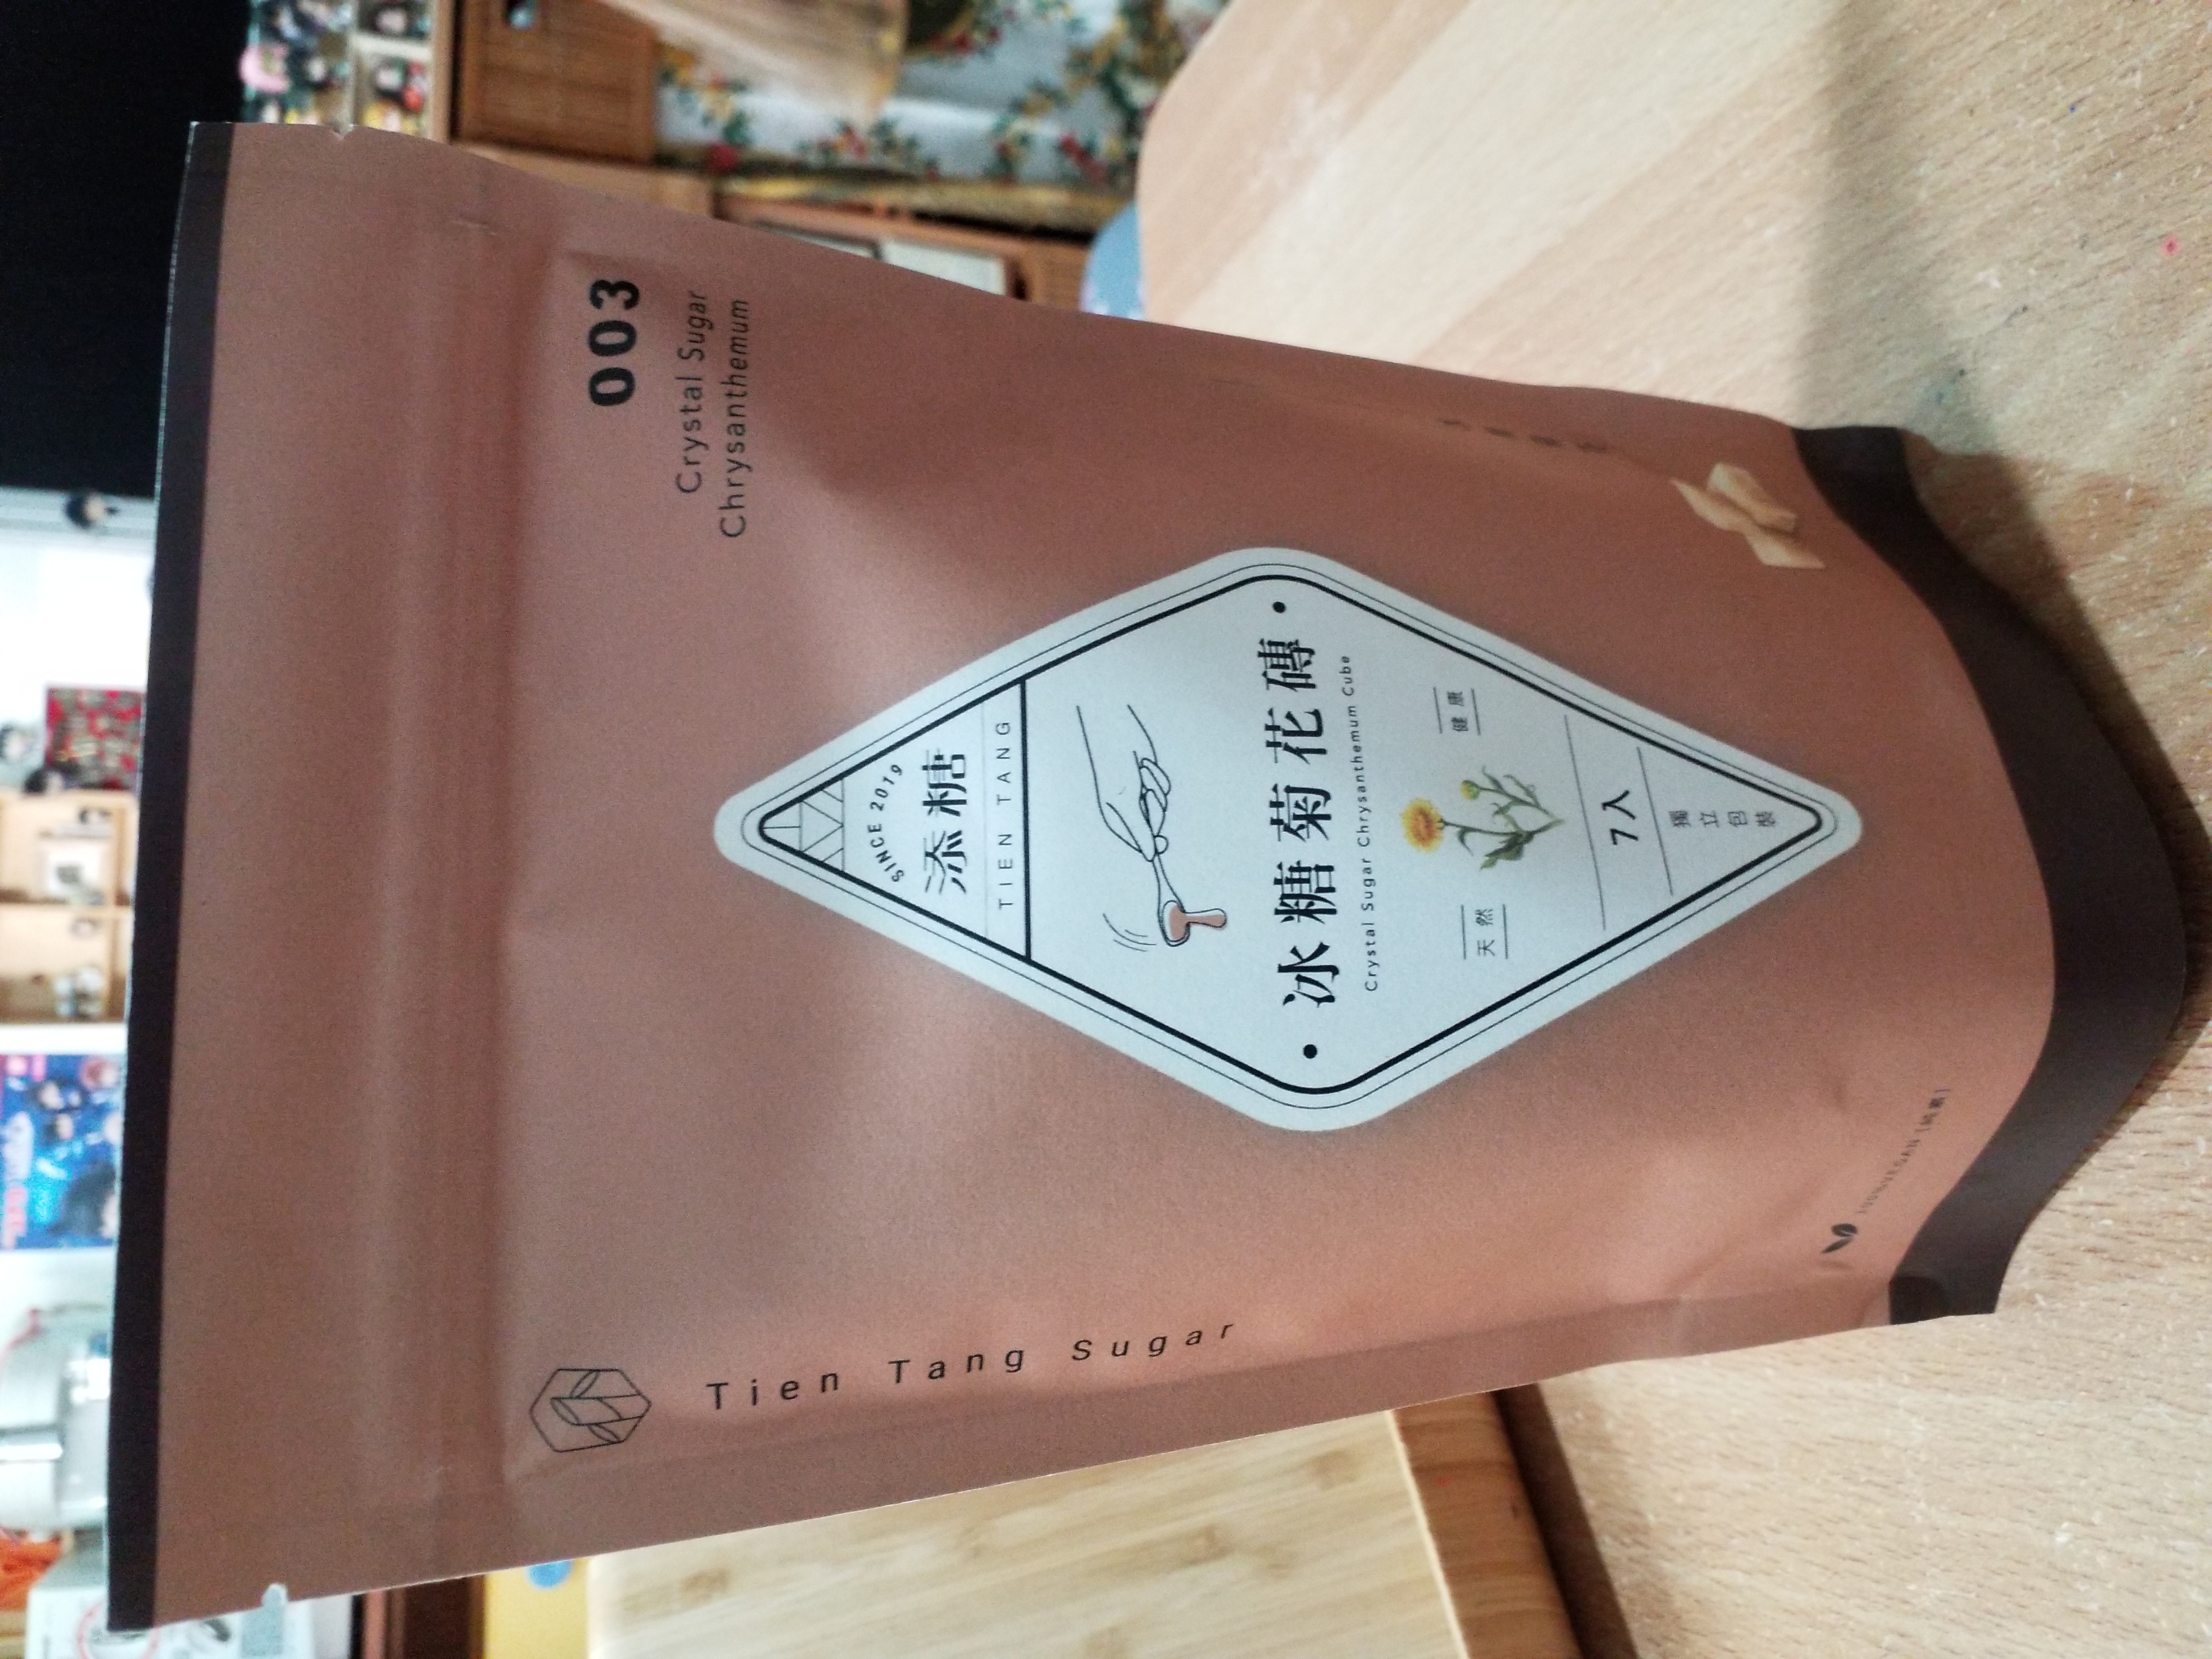 003
Crystal Sugar
Chrysanthemum
Tien Tang Sugar
SINCE 2019
添糖
TIEN TANG
冰糖菊花磚
Crystal Sugar Chrysanthemum Cube
天然
健康
7入
獨立包裝